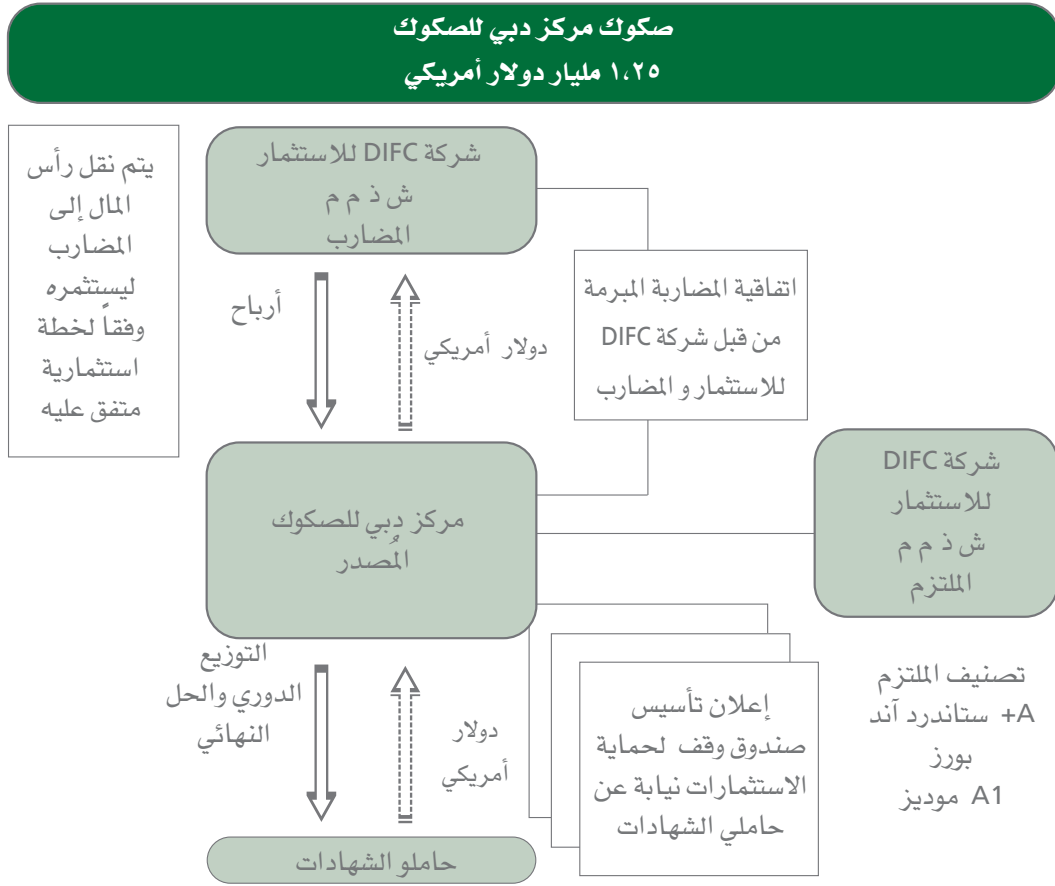 صكوك مركز دبي للصكوك
١،٢٥ مليار دولار أمريكي
يتم نقل رأس
المال إلى
المضارب
ليستثمره
وفقاً لخطة
استثمارية
متفق عليه
شركة DIFC للاستثمار
ش ذ م م
المضارب
أرباح
دولار أمريكي
اتفاقية المضاربة المبرمة
من قبل شركة DIFC
للاستثمار و المضارب
مركز دبي للصكوك
المُصدر
شركة DIFC
للاستثمار
ش ذ م م
الملتزم
التوزيع
الدوري والحل
النهائي
دولار
أمريكي
إعلان تأسيس
صندوق وقف لحماية
الاستثمارات نيابة عن
حاملي الشهادات
تصنيف الملتزم
A+ ستاندرد آند
بورز
A1 موديز
حاملو الشهادات